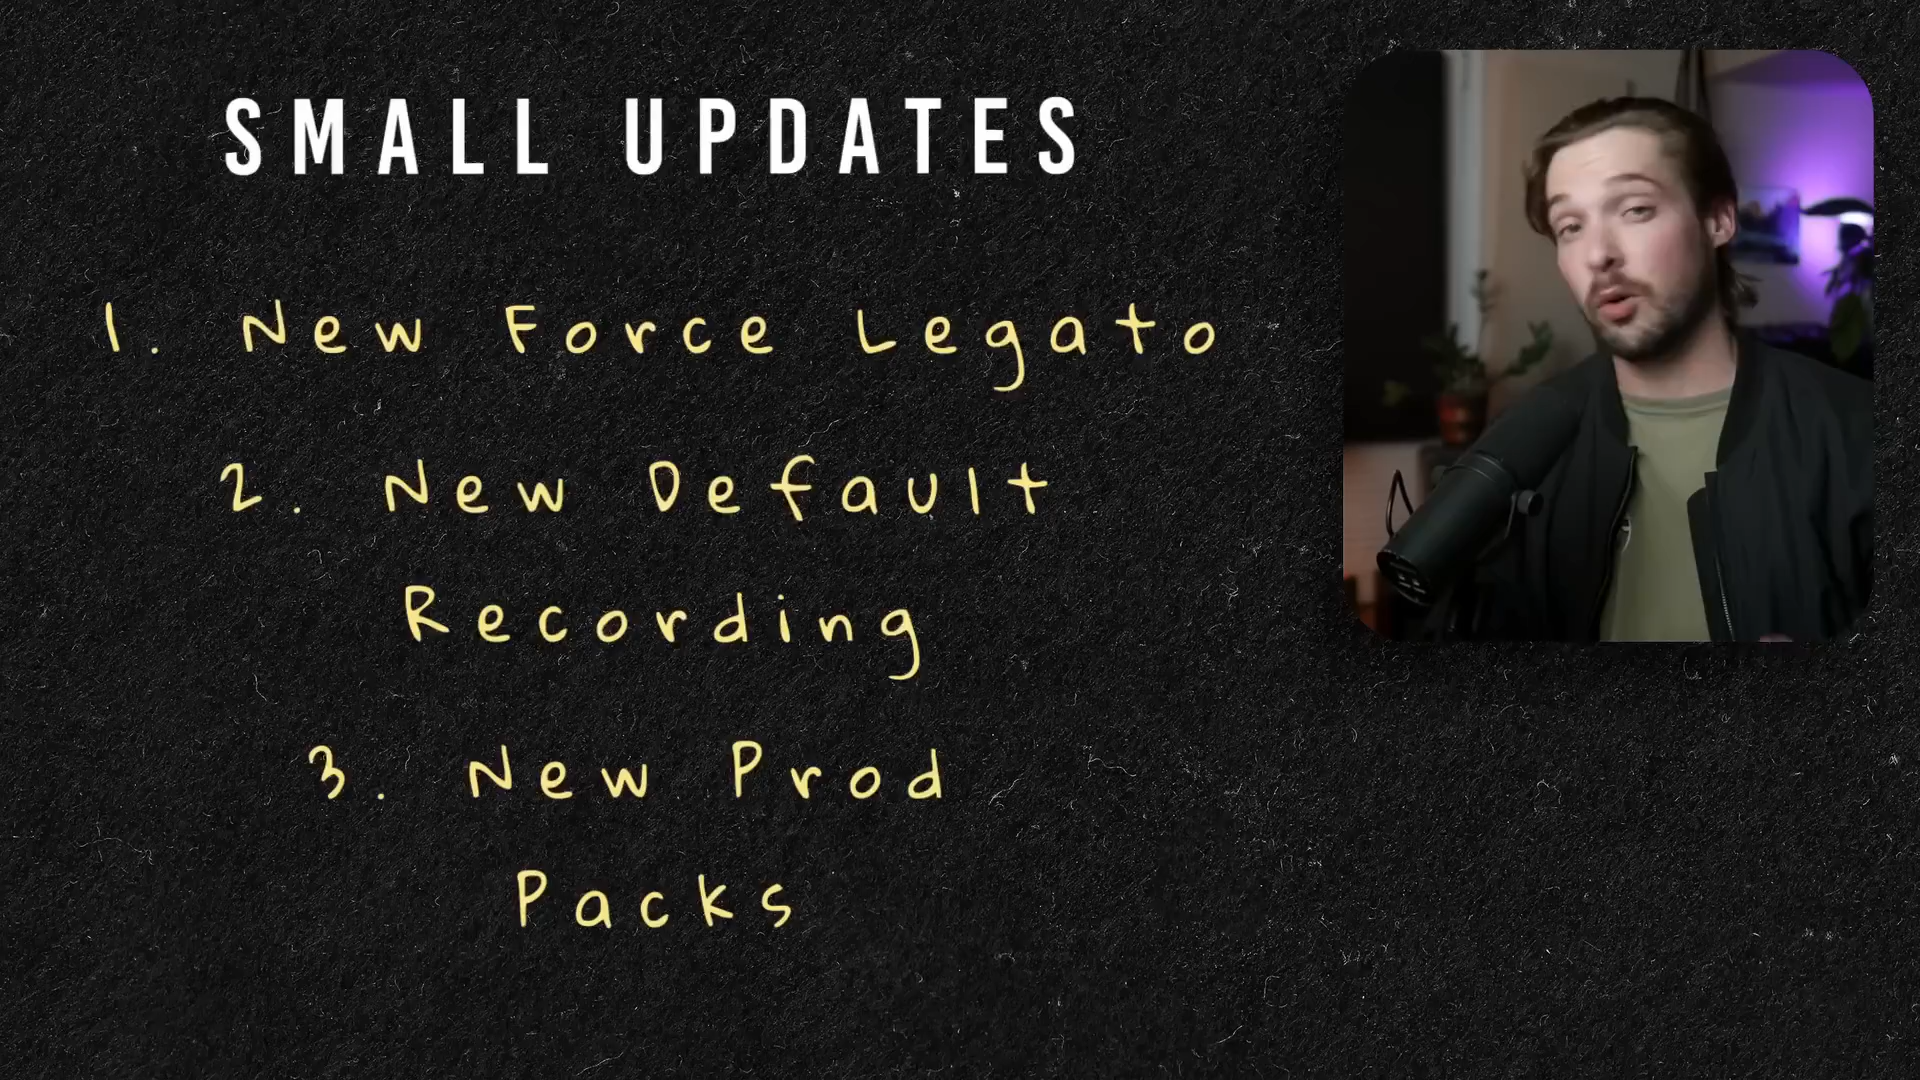 SMALL UPDATES
1. New Force Legato
2. New Default
Recording
3. New Prod
Packs